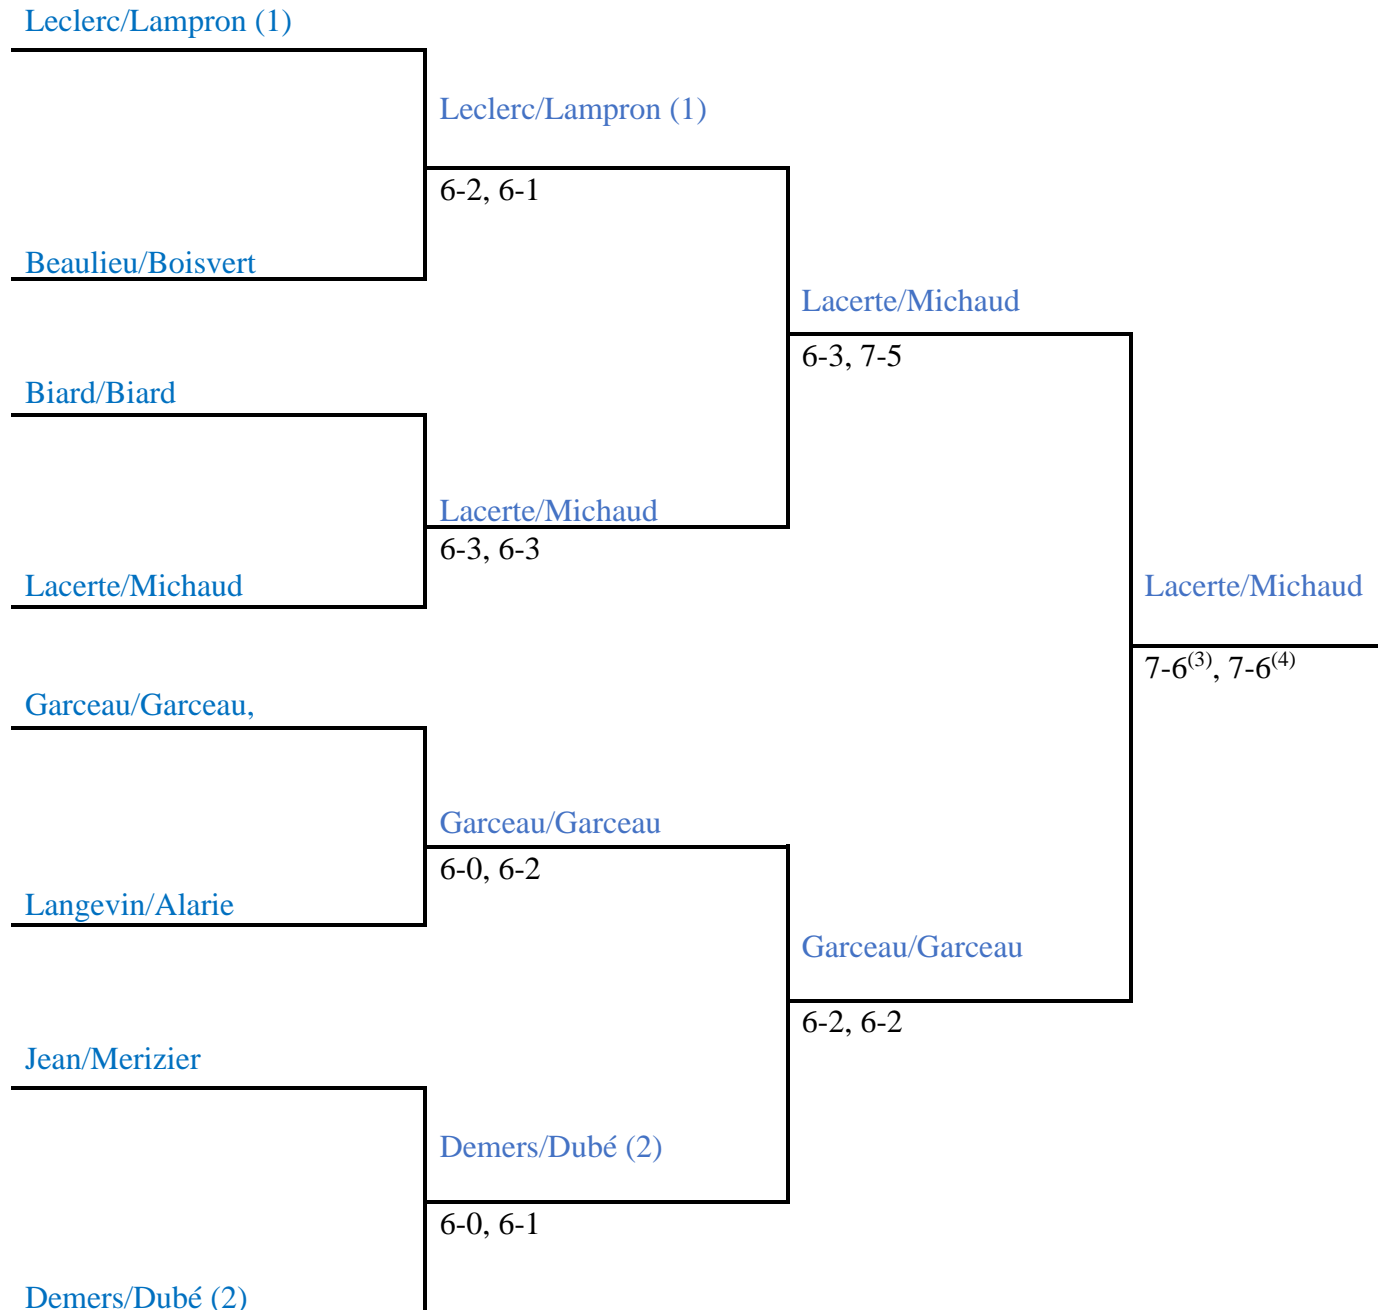 Leclerc/Lampron (1)
Leclerc/Lampron (1)
6-2, 6-1
Beaulieu/Boisvert
Lacerte/Michaud
6-3, 7-5
Biard/Biard
Lacerte/Michaud
6-3, 6-3
Lacerte/Michaud
Lacerte/Michaud
7-6(3), 7-6(4)
Garceau/Garceau,
Garceau/Garceau
6-0, 6-2
Langevin/Alarie
Garceau/Garceau
6-2, 6-2
Jean/Merizier
Demers/Dubé (2)
6-0, 6-1
Demers/Dubé (2)